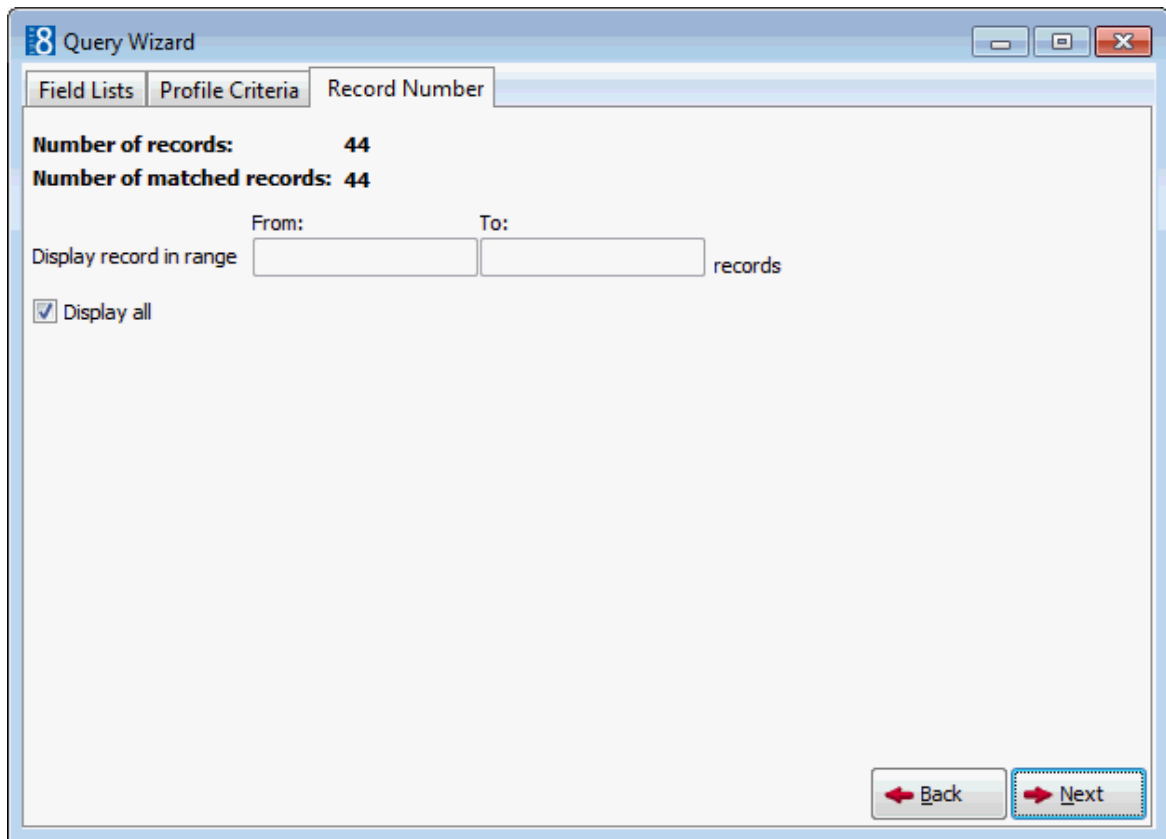 8 Query Wizard
Field Lists Profile Criteria Record Number
Number of records: 44
Number of matched records: 44
From: To:
Display record in range records
Display all
Back Next